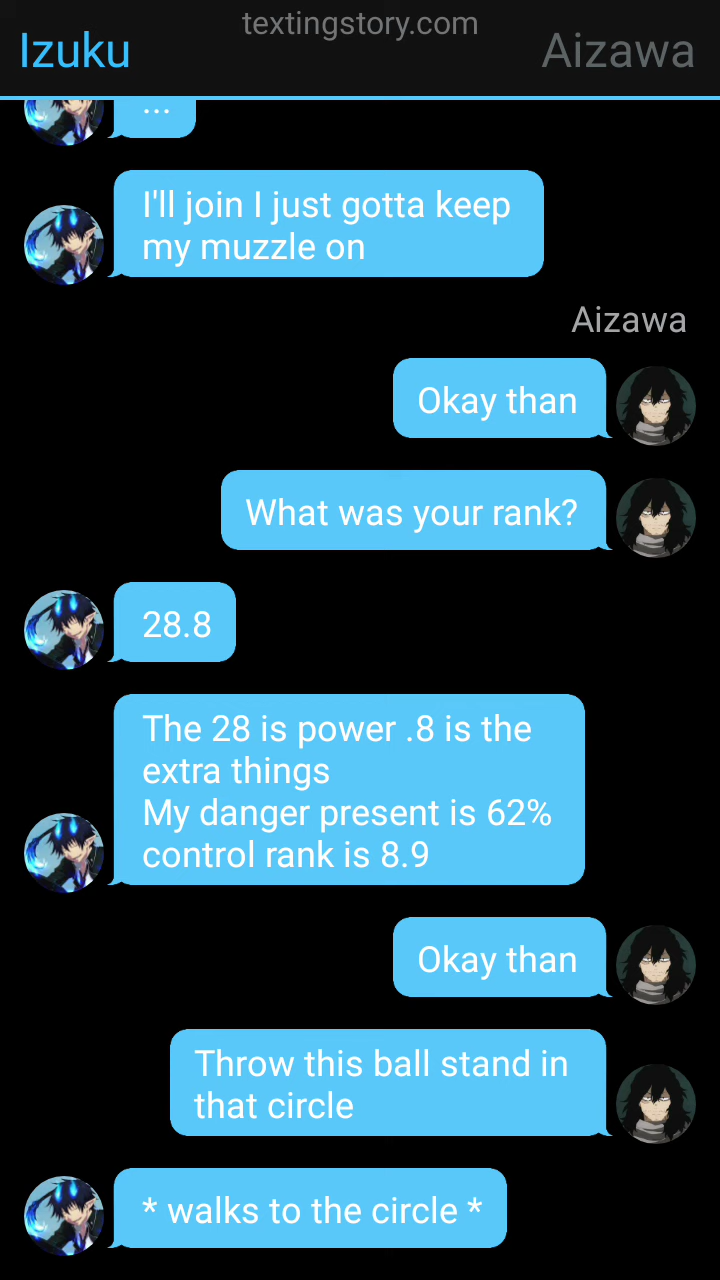 textingstory.com
Izuku
Aizawa
...
I'll join I just gotta keep
my muzzle on
Aizawa
Okay than
What was your rank?
28.8
The 28 is power .8 is the
extra things
My danger present is 62%
control rank is 8.9
Okay than
Throw this ball stand in
that circle
* walks to the circle *